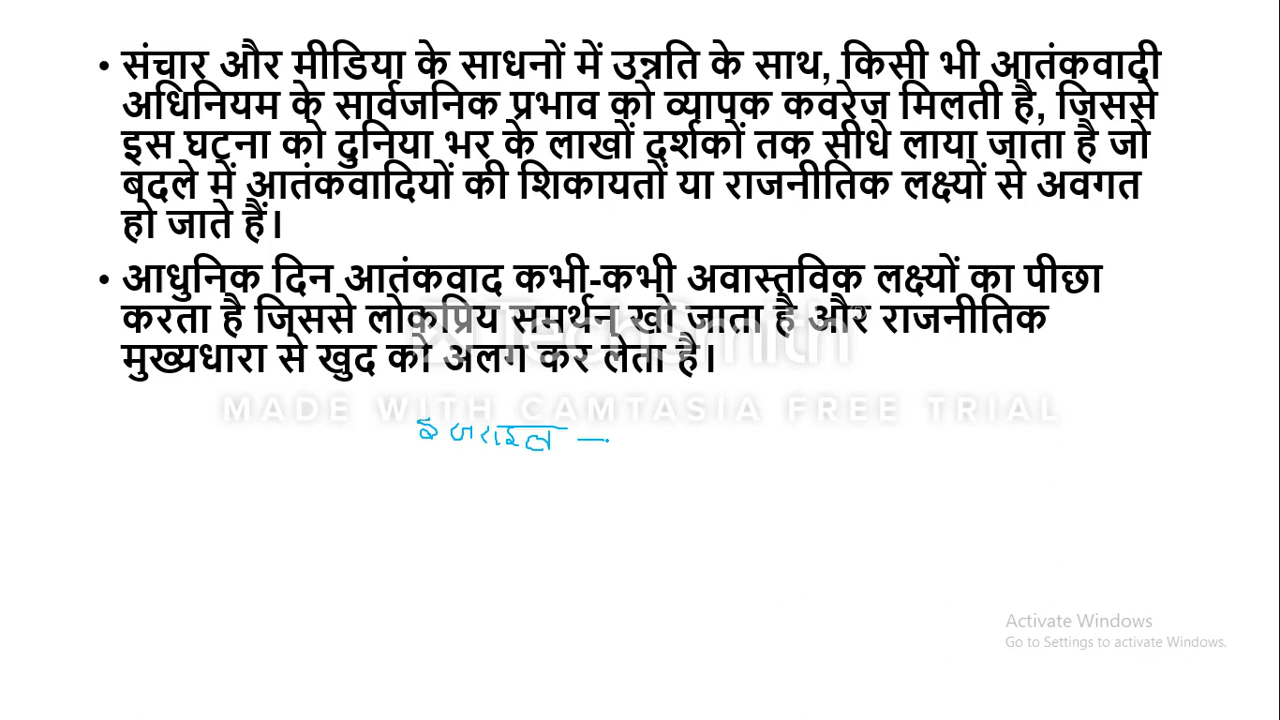 • संचार और मीडिया के साधनों में उन्नति के साथ, किसी भी आतंकवादी
अधिनियम के सार्वजनिक प्रभाव को व्यापक कवरेज मिलती है, जिससे
इस घटना को दुनिया भर के लाखों दर्शकों तक सीधे लाया जाता है जो
बदले में आतंकवादियों की शिकायतों या राजनीतिक लक्ष्यों से अवगत
हो जाते हैं।
• आधुनिक दिन आतंकवाद कभी-कभी अवास्तविक लक्ष्यों का पीछा
करता है जिससे लोकप्रिय समर्थन खो जाता है और राजनीतिक
मुख्यधारा से खुद को अलग कर लेता है।
TechSmith
MADE WITH CAMTASIA FREE TRIAL
इजराइल —
Activate Windows
Go to Settings to activate Windows.